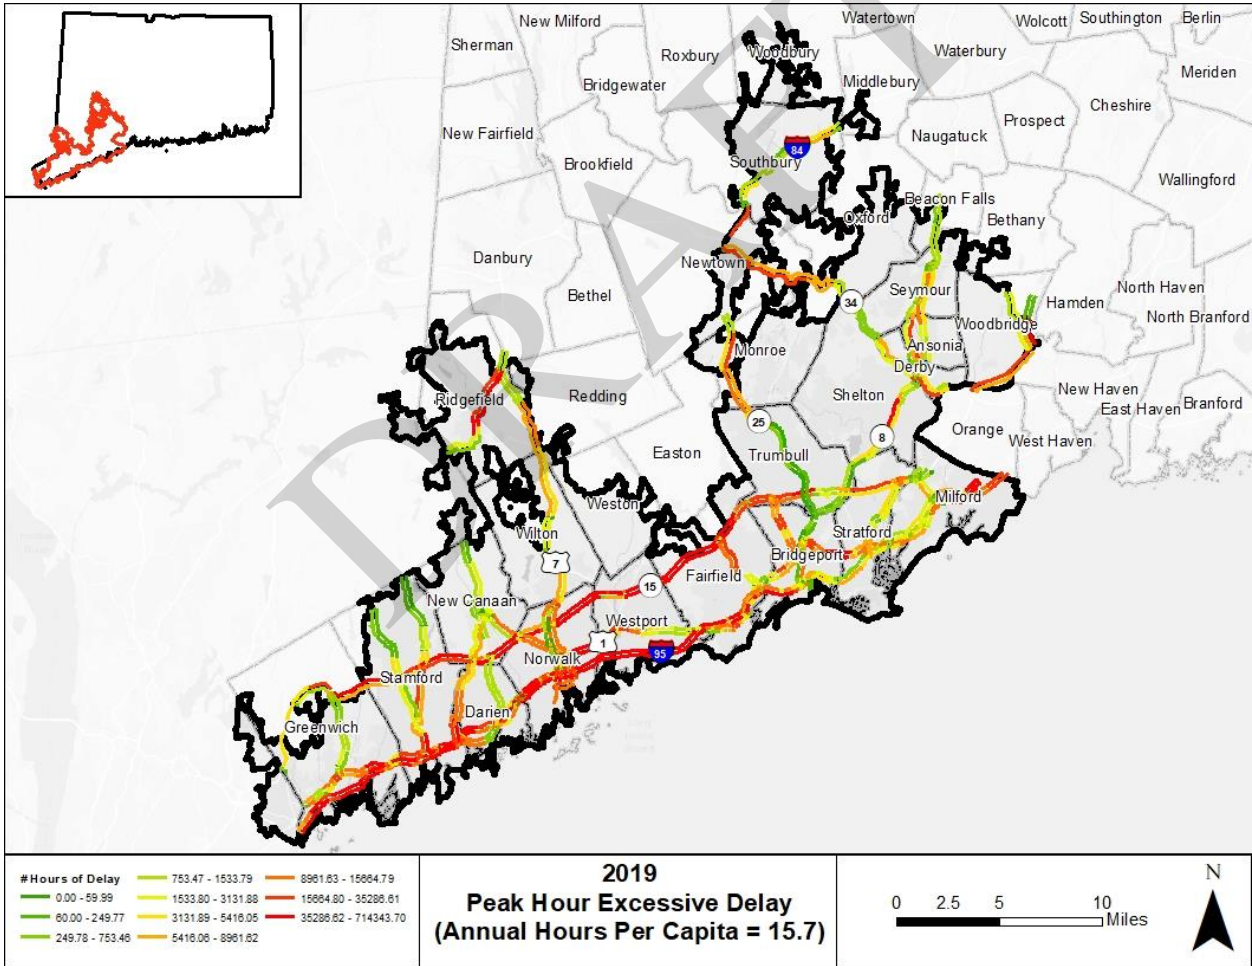 New Milford
Watertown
Wolcott
Southington
Berlin
Sherman
Roxbury
Woodbury
Waterbury
Bridgewater
Middlebury
Meriden
Cheshire
New Fairfield
Prospect
Naugatuck
Brookfield
84
Southbury
Wallingford
Beacon Falls
Oxford
Bethany
Danbury
Newtown
Bethel
Seymour
North Haven
34
Hamden
North Branford
Woodbridge
Monroe
Ansonia
Derby
Ridgefield
Redding
Shelton
New Haven
East Haven
Branford
25
Orange
8
West Haven
Easton
Trumbull
Weston
Milford
Wilton
Stratford
Bridgeport
7
Fairfield
15
New Canaan
Westport
1
95
Norwalk
Stamford
Darien
Greenwich
DRAFT
# Hours of Delay
0.00 - 59.99
60.00 - 249.77
249.78 - 753.46
753.47 - 1533.79
1533.80 - 3131.88
3131.89 - 5416.05
5416.06 - 8961.62
8961.63 - 15664.79
15664.80 - 35286.61
35286.62 - 714343.70
2019
Peak Hour Excessive Delay
(Annual Hours Per Capita = 15.7)
0 2.5 5 10
Miles
N